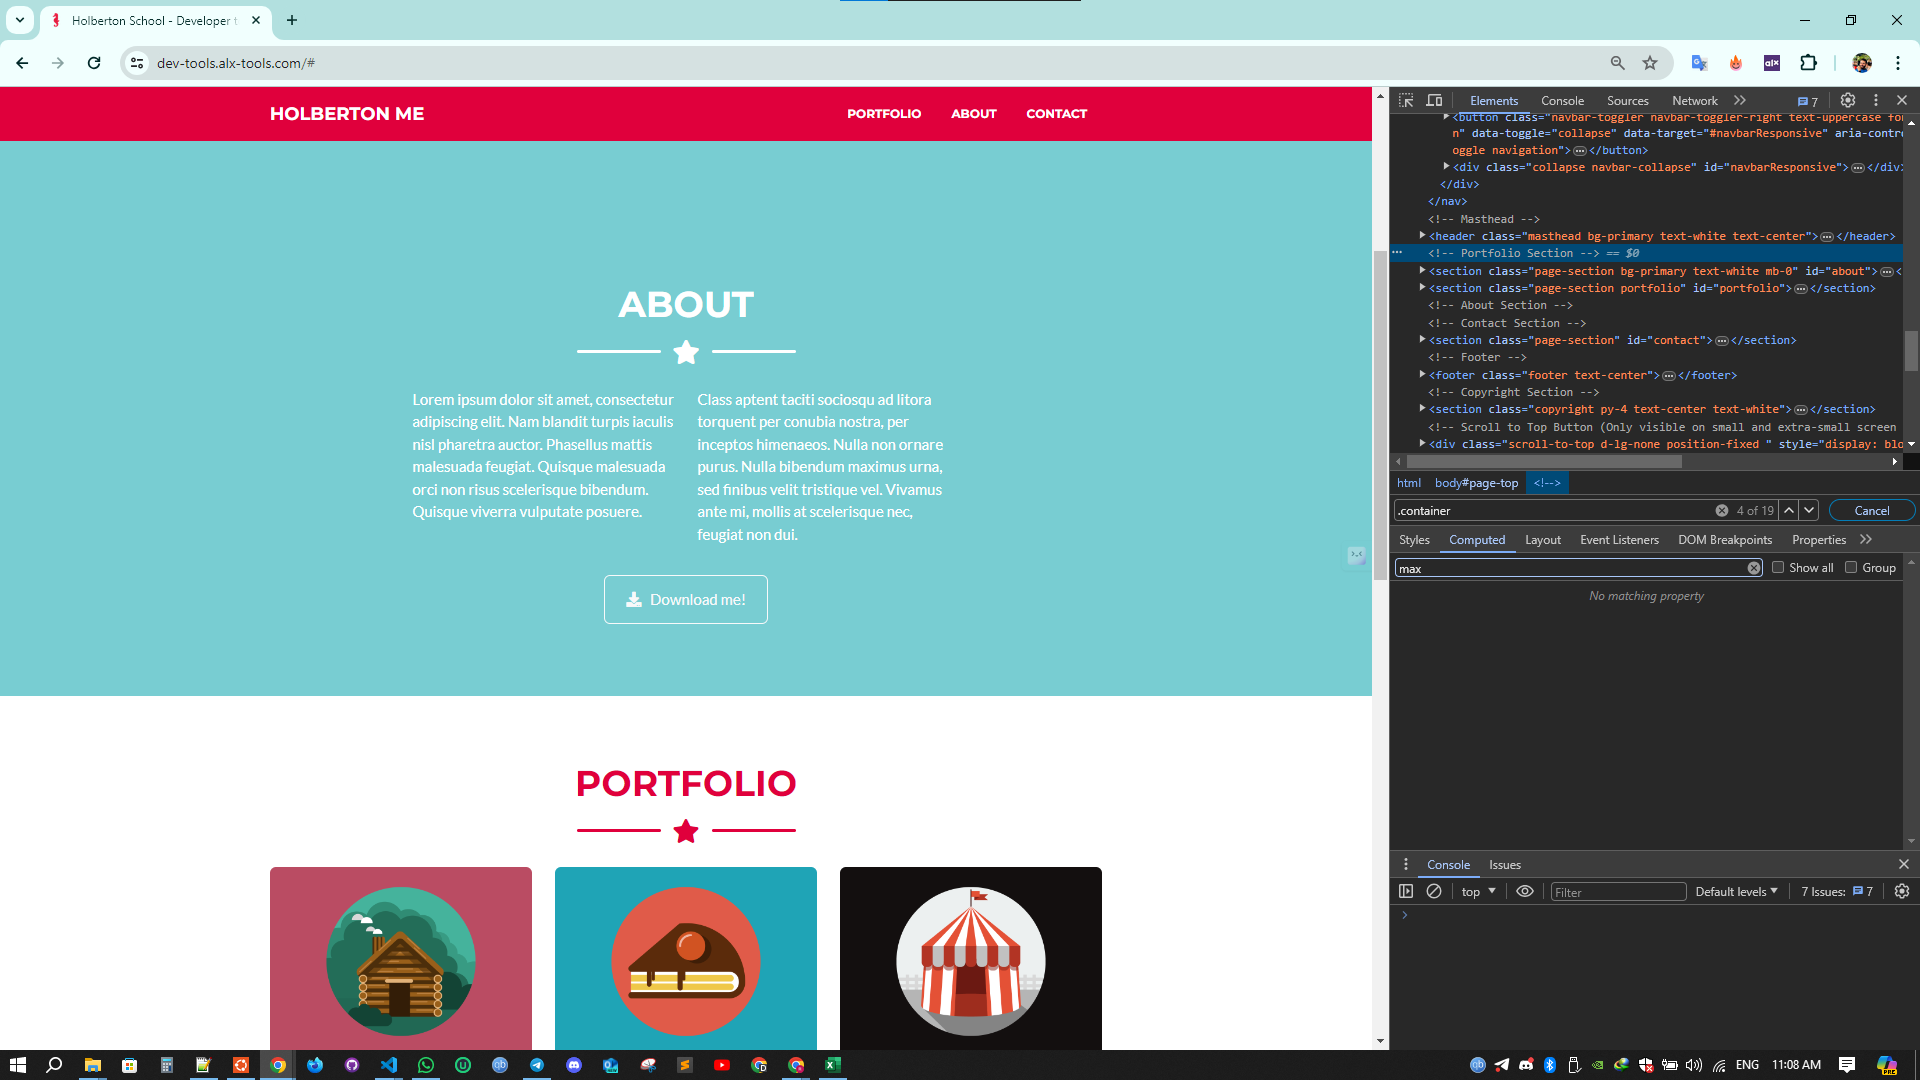 Holberton School - Developer t
dev-tools.alx-tools.com/#
HOLBERTON ME
PORTFOLIO
ABOUT
CONTACT
ABOUT
Lorem ipsum dolor sit amet, consectetur
adipiscing elit. Nam blandit turpis iaculis
nisl pharetra auctor. Phasellus mattis
malesuada feugiat. Quisque malesuada
orci non risus scelerisque bibendum.
Quisque viverra vulputate posuere.
Class aptent taciti sociosqu ad litora
torquent per conubia nostra, per
inceptos himenaeos. Nulla non ornare
purus. Nulla bibendum maximus urna,
sed finibus velit tristique vel. Vivamus
ante mi, mollis at scelerisque nec,
feugiat non dui.
Download me!
PORTFOLIO
Elements Console Sources Network 7
<button class="navbar-toggler navbar-toggler-right text-uppercase fo
n" data-toggle="collapse" data-target="#navbarResponsive" aria-contr
oggle navigation"> … </button>
<div class="collapse navbar-collapse" id="navbarResponsive"> … </div>
</div>
</nav>
<!-- Masthead -->
<header class="masthead bg-primary text-white text-center"> … </header>
<!-- Portfolio Section --> == $0
<section class="page-section bg-primary text-white mb-0" id="about"> … <
<section class="page-section portfolio" id="portfolio"> … </section>
<!-- About Section -->
<!-- Contact Section -->
<section class="page-section" id="contact"> … </section>
<!-- Footer -->
<footer class="footer text-center"> … </footer>
<!-- Copyright Section -->
<section class="copyright py-4 text-center text-white"> … </section>
<!-- Scroll to Top Button (Only visible on small and extra-small screen
<div class="scroll-to-top d-lg-none position-fixed " style="display: blo
html body#page-top <!-->
.container 4 of 19 Cancel
Styles Computed Layout Event Listeners DOM Breakpoints Properties
max Show all Group
No matching property
Console Issues
top Filter Default levels 7 Issues: 7
ENG 11:08 AM